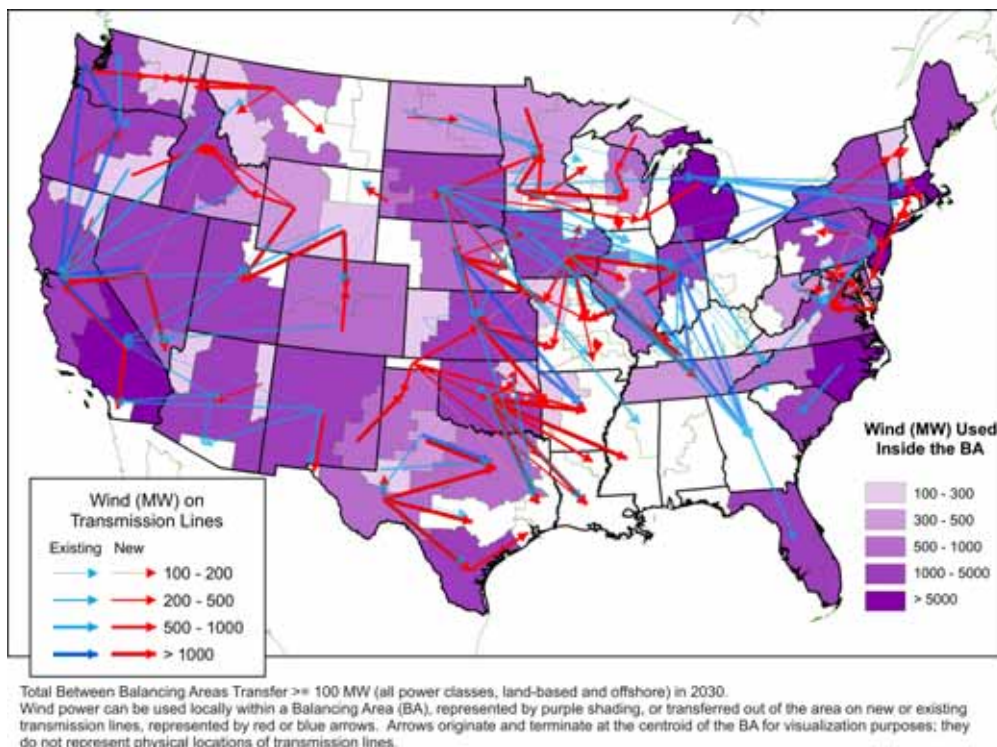 Wind (MW) Used
Inside the BA
100 - 300
300 - 500
500 - 1000
1000 - 5000
> 5000
Wind (MW) on
Transmission Lines
Existing New
100 - 200
200 - 500
500 - 1000
> 1000
Total Between Balancing Areas Transfer >= 100 MW (all power classes, land-based and offshore) in 2030.
Wind power can be used locally within a Balancing Area (BA), represented by purple shading, or transferred out of the area on new or existing
transmission lines, represented by red or blue arrows. Arrows originate and terminate at the centroid of the BA for visualization purposes; they
do not represent physical locations of transmission lines.